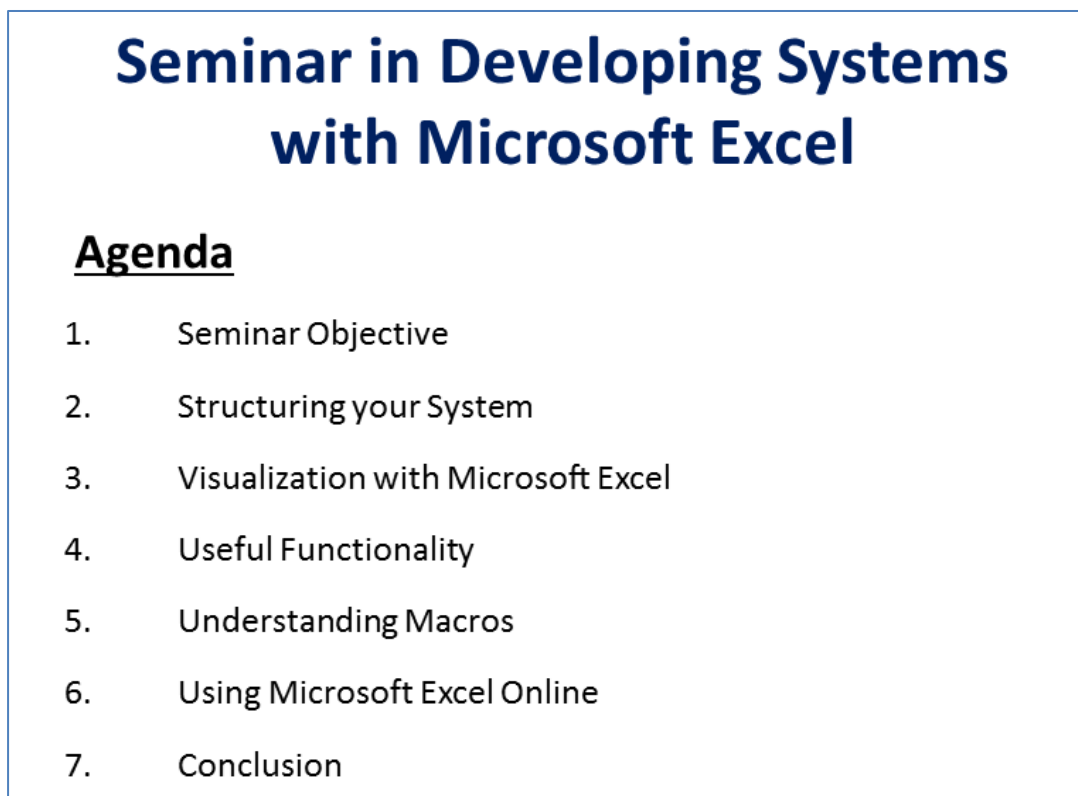 Seminar in Developing Systems
with Microsoft Excel
Agenda
1. Seminar Objective
2. Structuring your System
3. Visualization with Microsoft Excel
4. Useful Functionality
5. Understanding Macros
6. Using Microsoft Excel Online
7. Conclusion